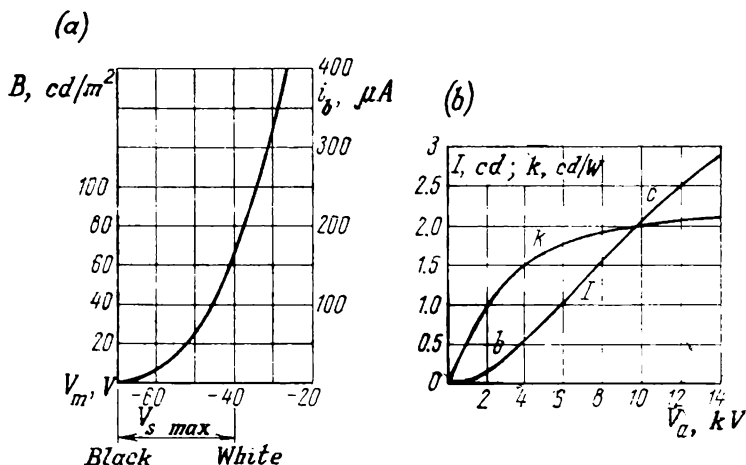 (a)
B, cd/m²
400
i_b, μA
300
200
100
100
80
60
40
20
V_m, V
-60
-40
-20
V_s max
Black
White
(b)
I, cd; k, cd/W
3
2.5
2.0
1.5
1.0
0.5
0
c
k
I
b
2
4
6
8
10
12
14
V_a, kV